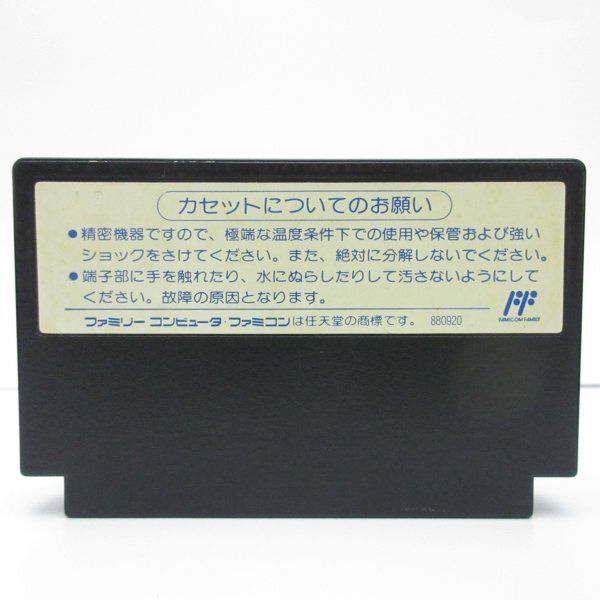 カセットについてのお願い
●精密機器ですので、極端な温度条件下での使用や保管および強い
ショックをさけてください。また、絶対に分解しないでください。
●端子部に手を触れたり、水にぬらしたりして汚さないようにして
ください。故障の原因となります。
FF
FAMICOM FAMILY
ファミリー コンピュータ・ファミコンは任天堂の商標です。 880920